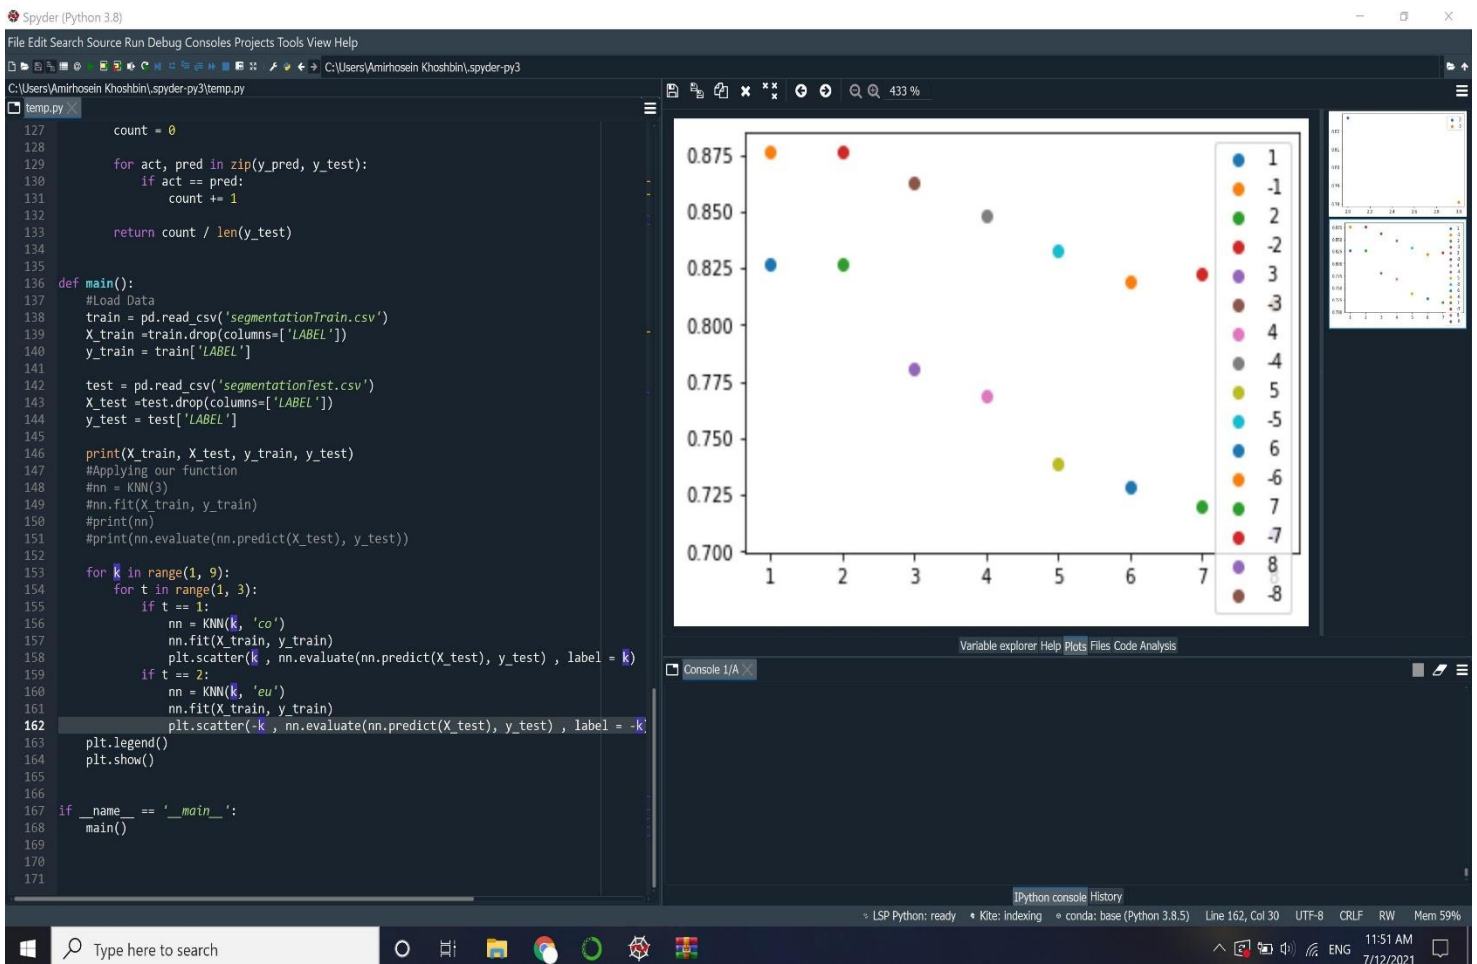 Spyder (Python 3.8)
File Edit Search Source Run Debug Consoles Projects Tools View Help
C:\Users\Amirhosein Khoshbin\.spyder-py3
C:\Users\Amirhosein Khoshbin\.spyder-py3\temp.py
temp.py
127 count = 0
128
129 for act, pred in zip(y_pred, y_test):
130 if act == pred:
131 count += 1
132
133 return count / len(y_test)
134
135
136 def main():
137 #Load Data
138 train = pd.read_csv('segmentationTrain.csv')
139 X_train =train.drop(columns=['LABEL'])
140 y_train = train['LABEL']
141
142 test = pd.read_csv('segmentationTest.csv')
143 X_test =test.drop(columns=['LABEL'])
144 y_test = test['LABEL']
145
146 print(X_train, X_test, y_train, y_test)
147 #Applying our function
148 #nn = KNN(3)
149 #nn.fit(X_train, y_train)
150 #print(nn)
151 #print(nn.evaluate(nn.predict(X_test), y_test))
152
153 for k in range(1, 9):
154 for t in range(1, 3):
155 if t == 1:
156 nn = KNN(k, 'co')
157 nn.fit(X_train, y_train)
158 plt.scatter(k , nn.evaluate(nn.predict(X_test), y_test) , label = k)
159 if t == 2:
160 nn = KNN(k, 'eu')
161 nn.fit(X_train, y_train)
162 plt.scatter(-k , nn.evaluate(nn.predict(X_test), y_test) , label = -k
163 plt.legend()
164 plt.show()
165
166
167 if __name__ == '__main__':
168 main()
169
170
171
433 %
0.875
0.850
0.825
0.800
0.775
0.750
0.725
0.700
1 2 3 4 5 6 7 8
1
-1
2
-2
3
-3
4
-4
5
-5
6
-6
7
-7
8
-8
Variable explorer Help Plots Files Code Analysis
Console 1/A
IPython console History
LSP Python: ready Kite: indexing conda: base (Python 3.8.5) Line 162, Col 30 UTF-8 CRLF RW Mem 59%
Type here to search
ENG
11:51 AM
7/12/2021